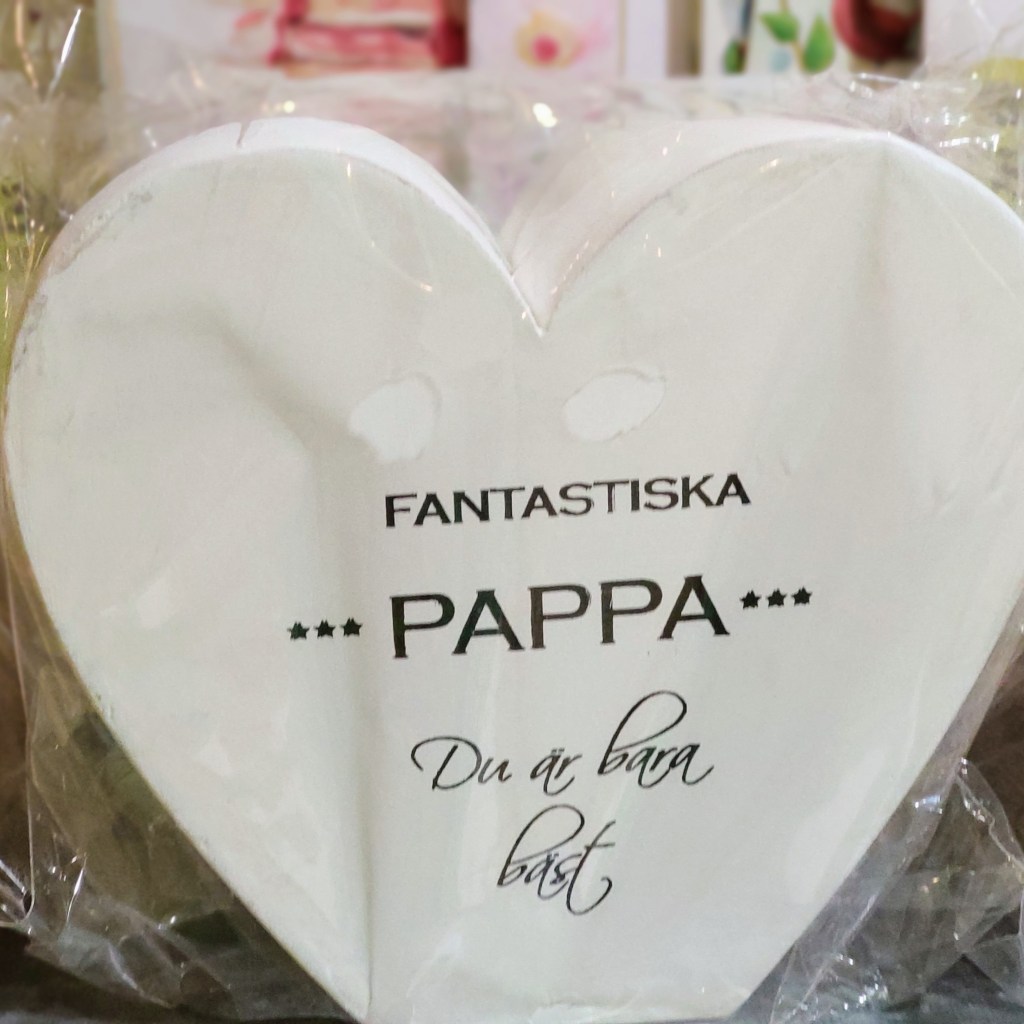 FANTASTISKA
*** PAPPA ***
Du är bara
bäst